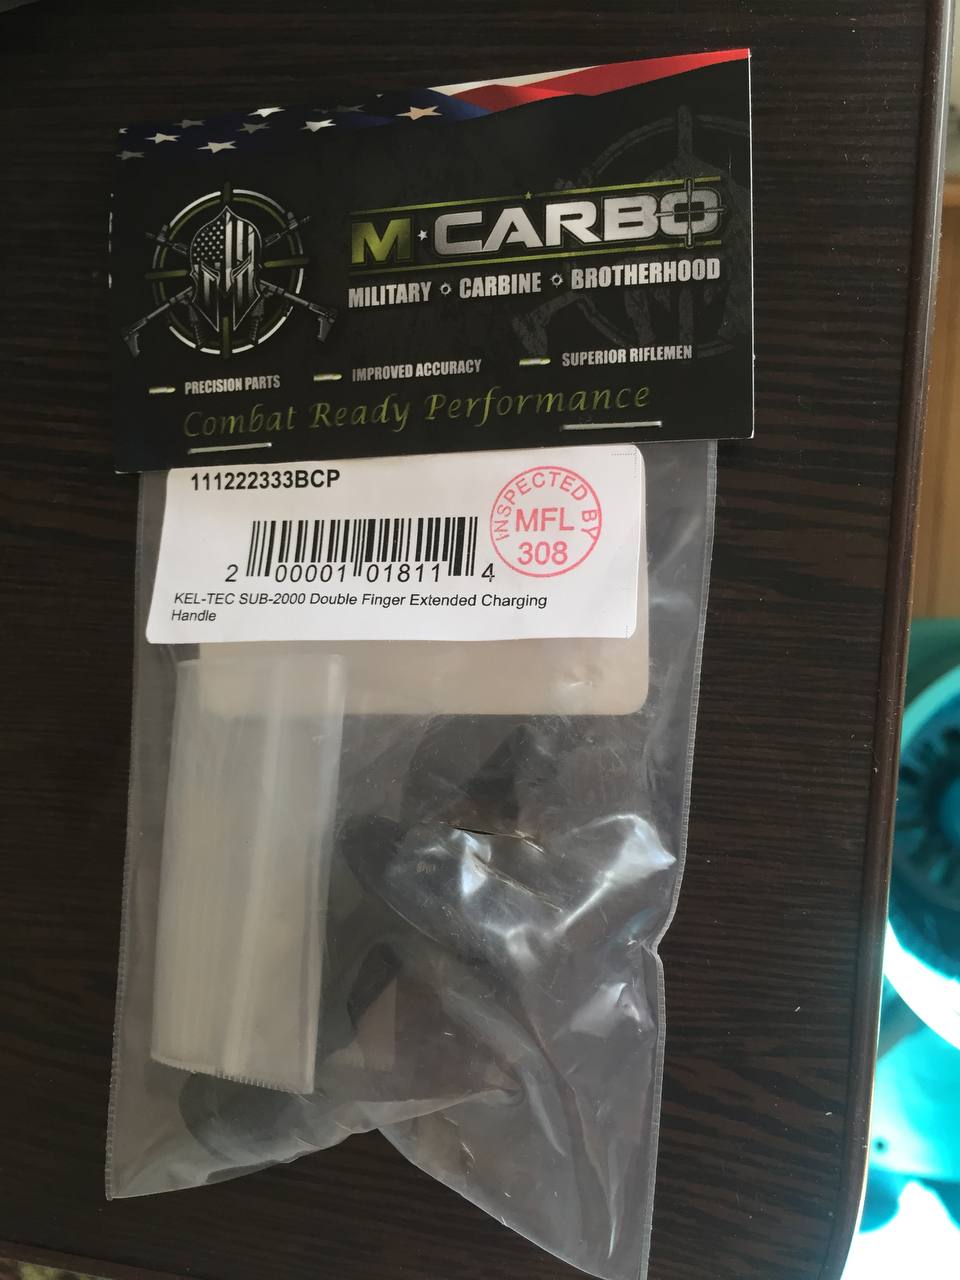 M★CARBO
MILITARY CARBINE BROTHERHOOD
PRECISION PARTS IMPROVED ACCURACY SUPERIOR RIFLEMEN
Combat Ready Performance
111222333BCP
INSPECTED BY
MFL
308
2 00001 01811 4
KEL-TEC SUB-2000 Double Finger Extended Charging
Handle